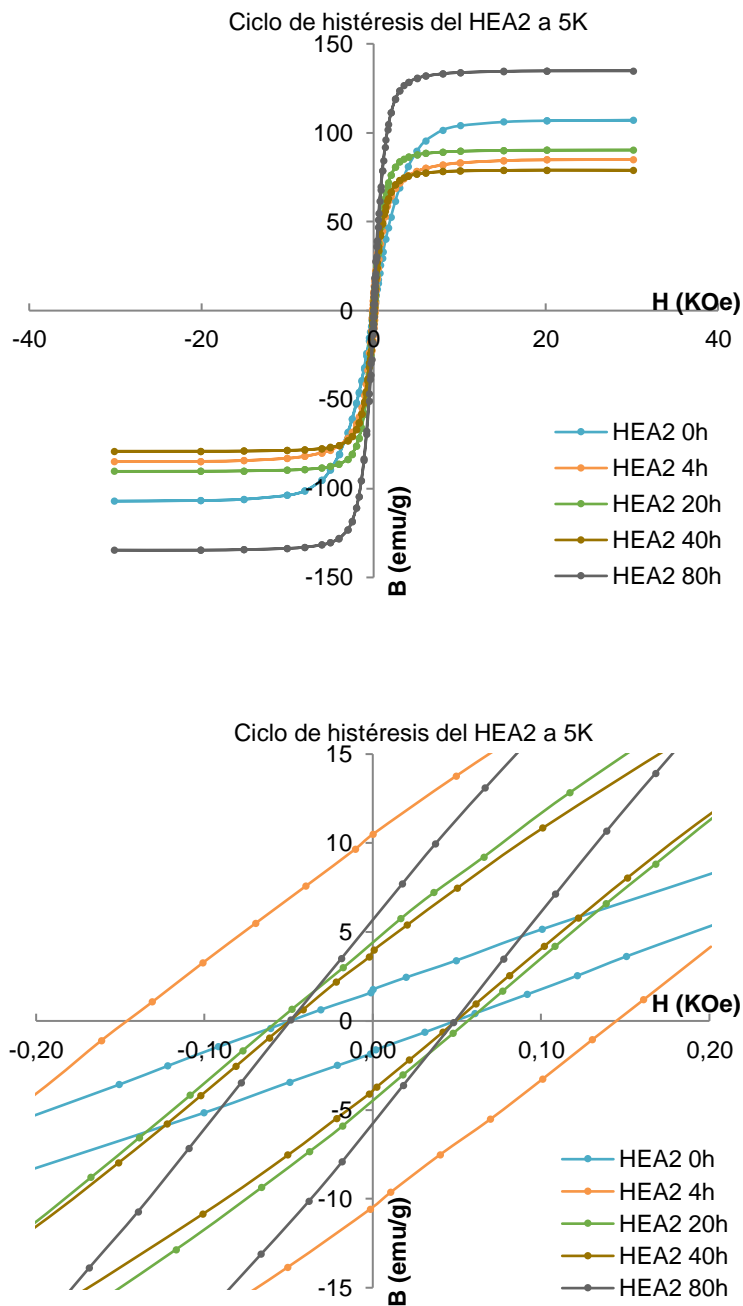 Ciclo de histéresis del HEA2 a 5K
150
100
50
0
H (KOe)
-40
-20
0
20
40
-50
-100
-150
B (emu/g)
HEA2 0h
HEA2 4h
HEA2 20h
HEA2 40h
HEA2 80h
Ciclo de histéresis del HEA2 a 5K
15
10
5
0
H (KOe)
-0,20
-0,10
0,00
0,10
0,20
-5
-10
-15
B (emu/g)
HEA2 0h
HEA2 4h
HEA2 20h
HEA2 40h
HEA2 80h